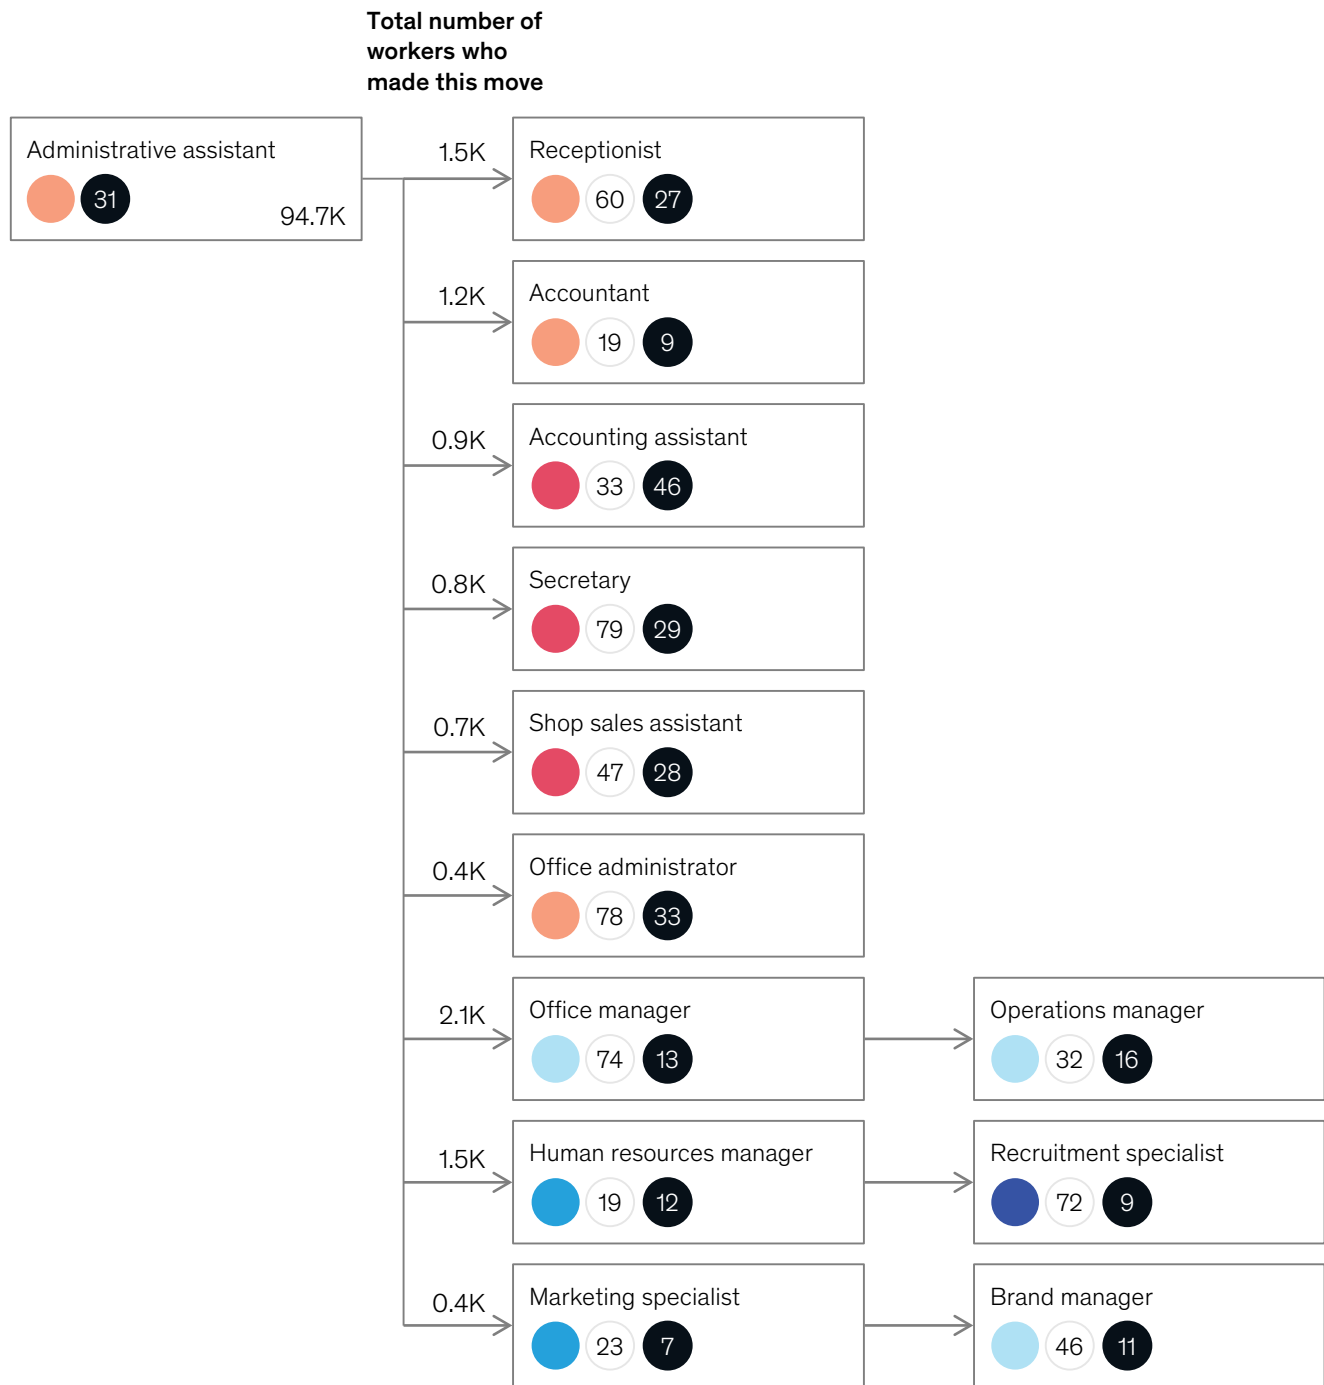 Total number of
workers who
made this move
Administrative assistant
31
94.7K
1.5K
Receptionist
60 27
1.2K
Accountant
19 9
0.9K
Accounting assistant
33 46
0.8K
Secretary
79 29
0.7K
Shop sales assistant
47 28
0.4K
Office administrator
78 33
2.1K
Office manager
74 13
Operations manager
32 16
1.5K
Human resources manager
19 12
Recruitment specialist
72 9
0.4K
Marketing specialist
23 7
Brand manager
46 11